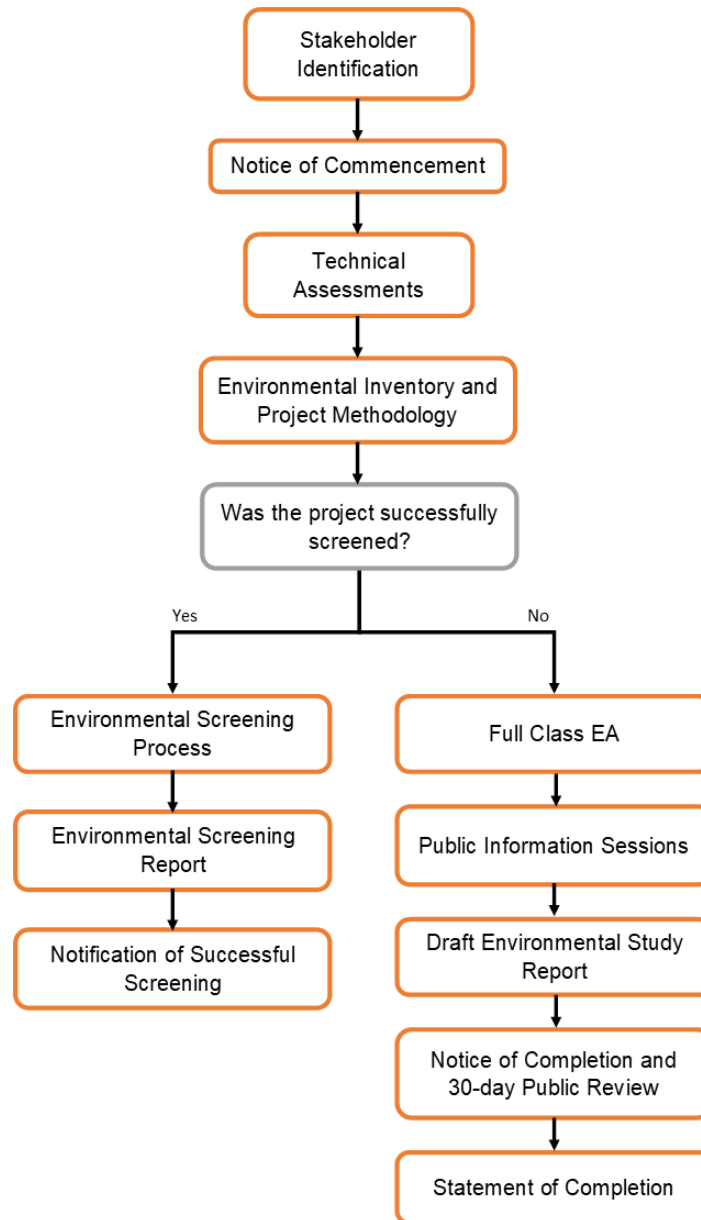 Stakeholder
Identification
Notice of Commencement
Technical
Assessments
Environmental Inventory and
Project Methodology
Was the project successfully
screened?
Yes
No
Environmental Screening
Process
Environmental Screening
Report
Notification of Successful
Screening
Full Class EA
Public Information Sessions
Draft Environmental Study
Report
Notice of Completion and
30-day Public Review
Statement of Completion